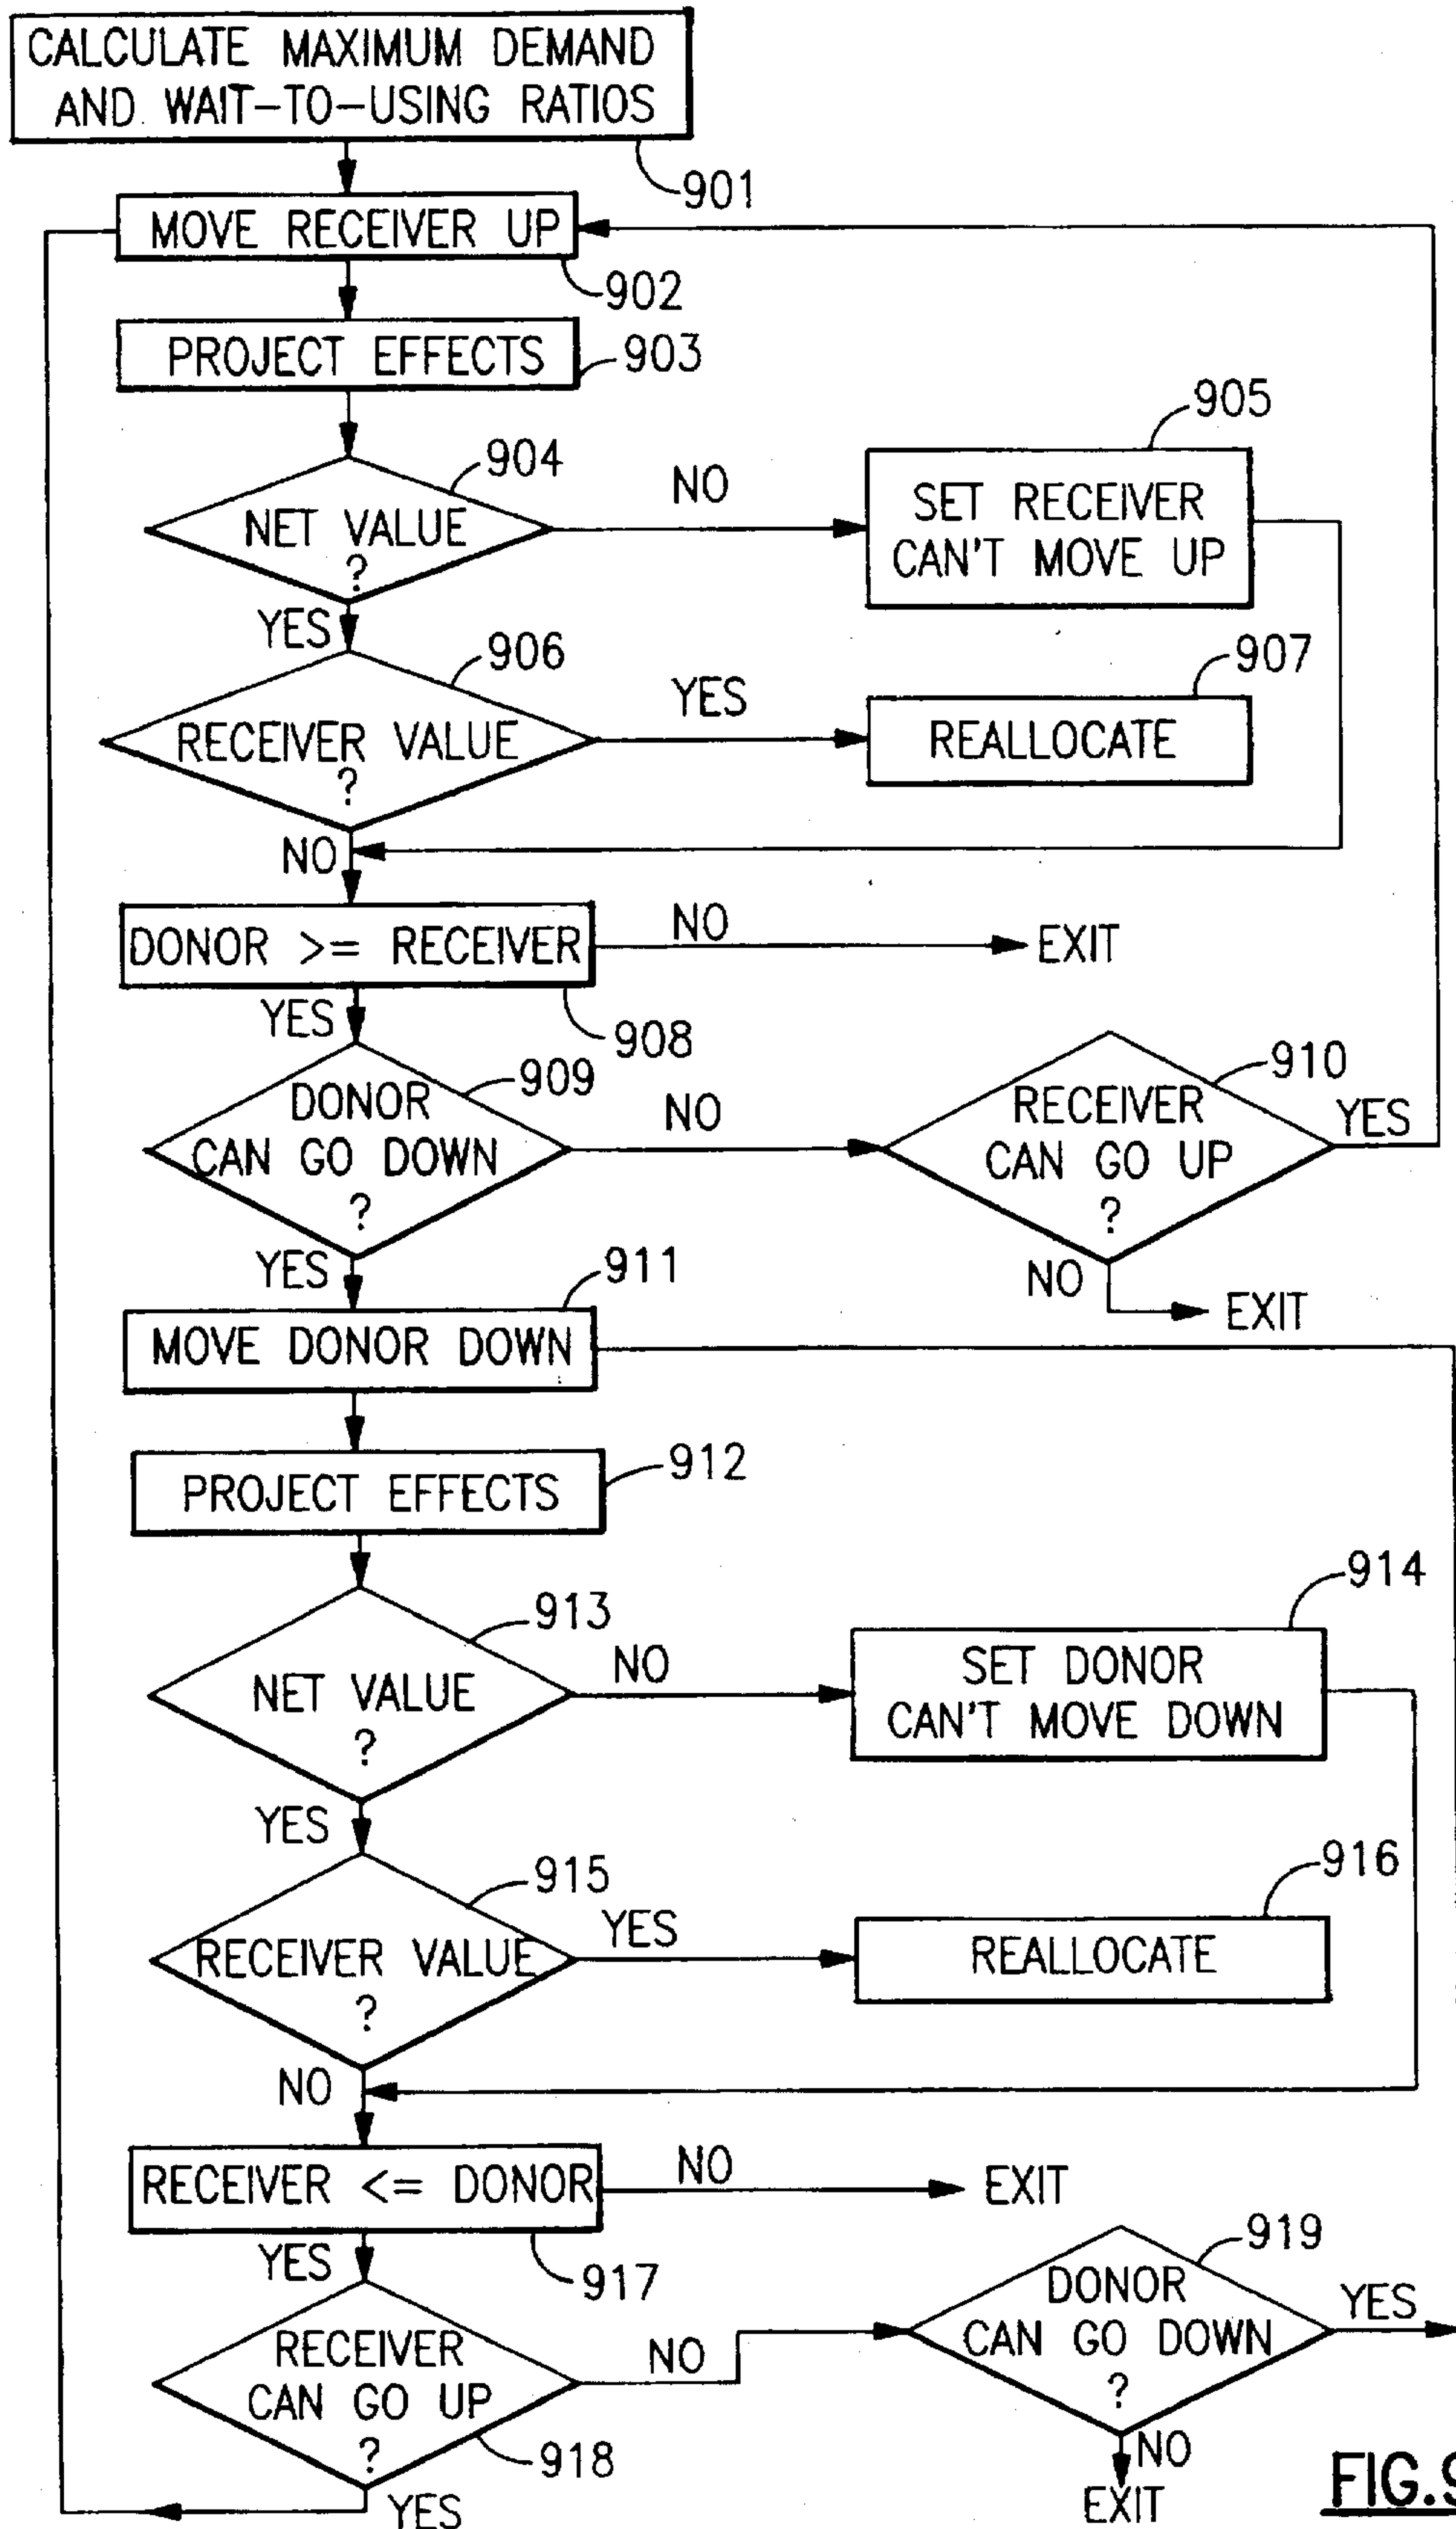 CALCULATE MAXIMUM DEMAND
AND WAIT-TO-USING RATIOS
901
MOVE RECEIVER UP
902
PROJECT EFFECTS
903
904
NET VALUE
?
NO
905
SET RECEIVER
CAN'T MOVE UP
YES
906
RECEIVER VALUE
?
YES
907
REALLOCATE
NO
DONOR >= RECEIVER
NO
EXIT
YES
908
909
DONOR
CAN GO DOWN
?
NO
910
RECEIVER
CAN GO UP
?
YES
NO
EXIT
YES
911
MOVE DONOR DOWN
PROJECT EFFECTS
912
913
NET VALUE
?
NO
914
SET DONOR
CAN'T MOVE DOWN
YES
915
RECEIVER VALUE
?
YES
916
REALLOCATE
NO
RECEIVER <= DONOR
NO
EXIT
YES
917
RECEIVER
CAN GO UP
?
918
NO
919
DONOR
CAN GO DOWN
?
YES
NO
EXIT
YES
FIG.9